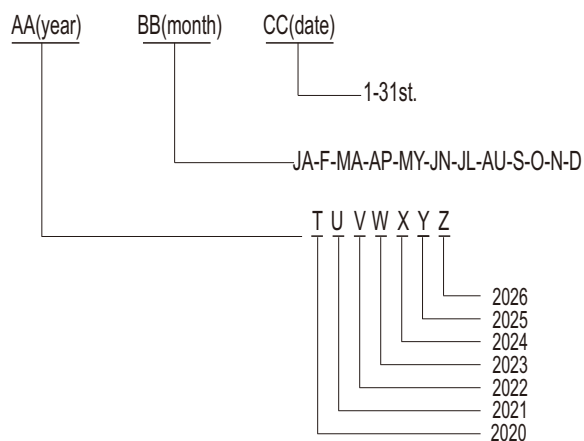 AA(year) BB(month) CC(date)
1-31st.
JA-F-MA-AP-MY-JN-JL-AU-S-O-N-D
T U V W X Y Z
2026
2025
2024
2023
2022
2021
2020